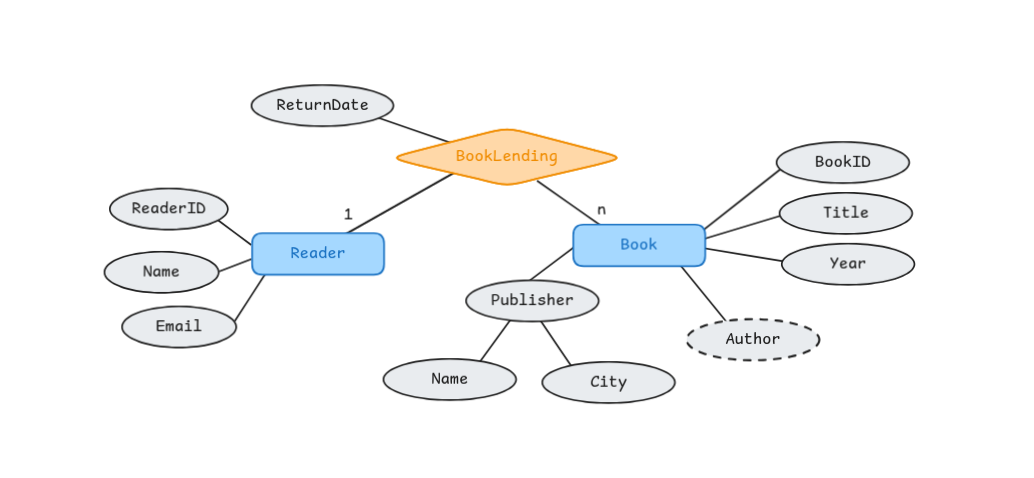 ReturnDate
BookLending
BookID
ReaderID
1
n
Title
Reader
Book
Name
Year
Publisher
Email
Author
Name
City